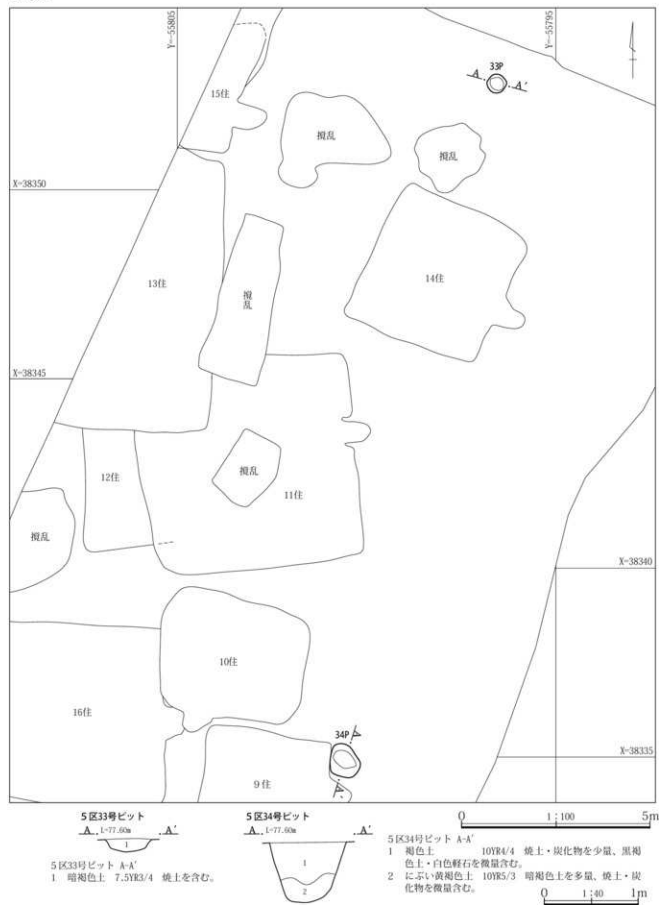 Y=-55805
Y=-55795
33P
A
A'
15住
攪乱
攪乱
X=38350
13住
攪乱
14住
X=38345
12住
攪乱
11住
攪乱
X=38340
10住
16住
34P
A
A'
X=38335
9住
5区33号ピット
A L=77.60m A'
1
5区33号ピット A-A'
1 暗褐色土 7.5YR3/4 焼土を含む。
5区34号ピット
A L=77.60m A'
1
2
0 1:100 5m
5区34号ピット A-A'
1 褐色土 10YR4/4 焼土・炭化物を少量、黒褐
色土・白色軽石を微量含む。
2 にぶい黄褐色土 10YR5/3 暗褐色土を多量、焼土・炭
化物を微量含む。
0 1:40 1m